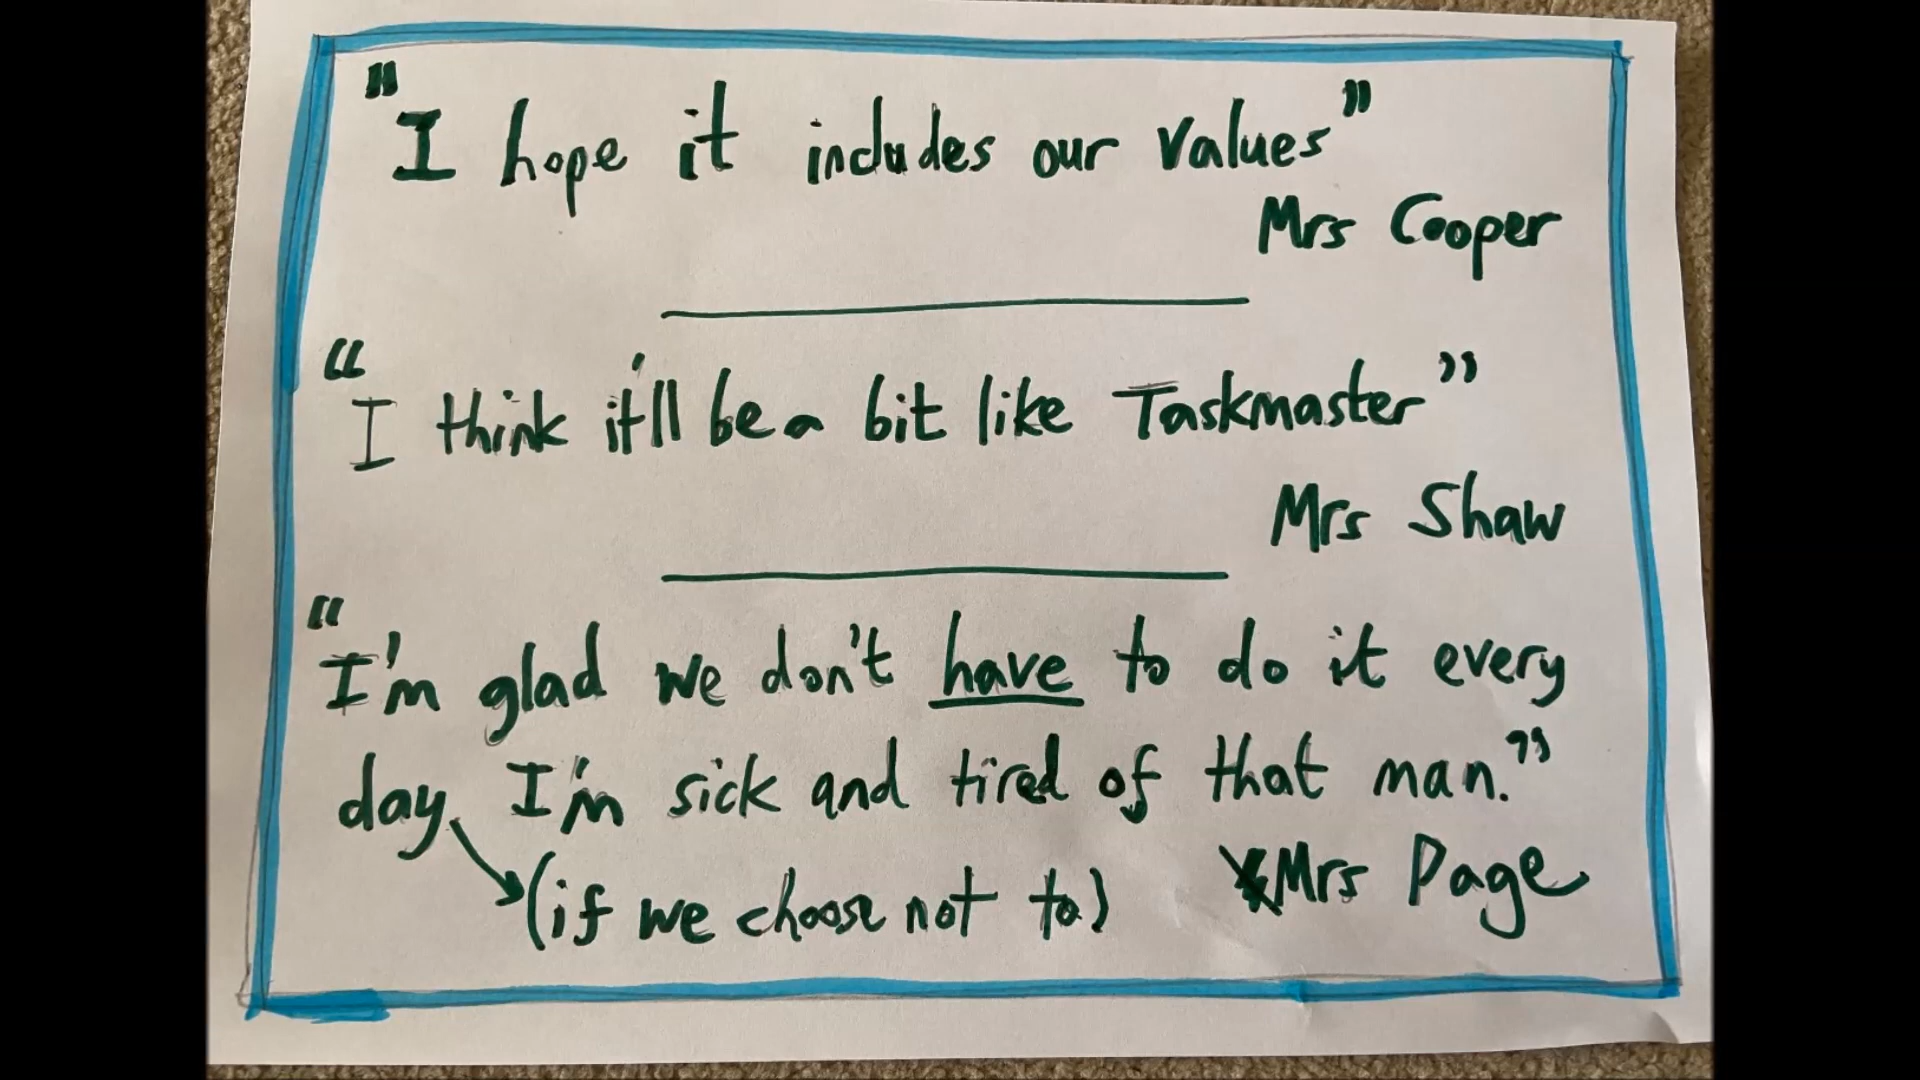 "I hope it includes our values"
Mrs Cooper
"I think it'll be a bit like Taskmaster"
Mrs Shaw
"I'm glad we don't have to do it every
day. I'm sick and tired of that man."
(if we choose not to) Mrs Page